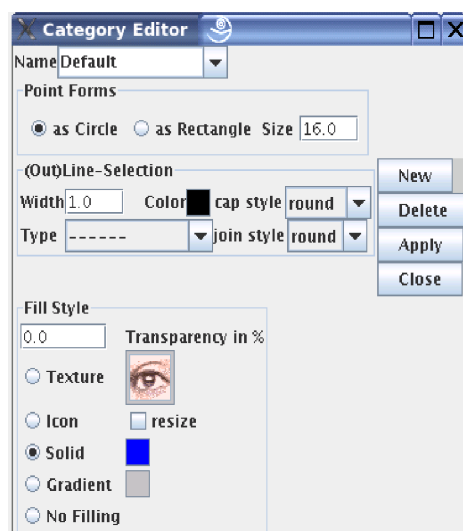 Category Editor
Name Default
Point Forms
as Circle as Rectangle Size 16.0
(Out)Line-Selection
Width 1.0 Color cap style round
Type ------ join style round
New
Delete
Apply
Close
Fill Style
0.0 Transparency in %
Texture
Icon resize
Solid
Gradient
No Filling